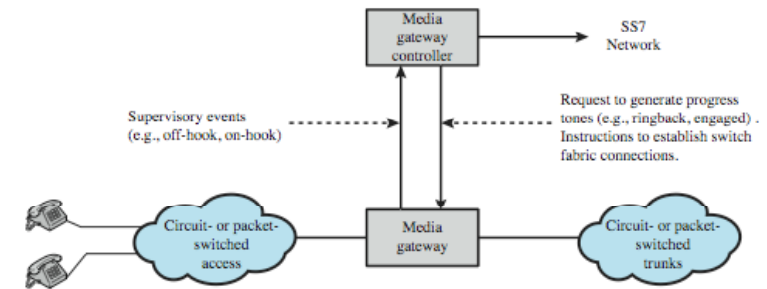 Media
gateway
controller
SS7
Network
Supervisory events
(e.g., off-hook, on-hook)
Request to generate progress
tones (e.g., ringback, engaged) .
Instructions to establish switch
fabric connections.
Circuit- or packet-
switched
access
Media
gateway
Circuit- or packet-
switched
trunks